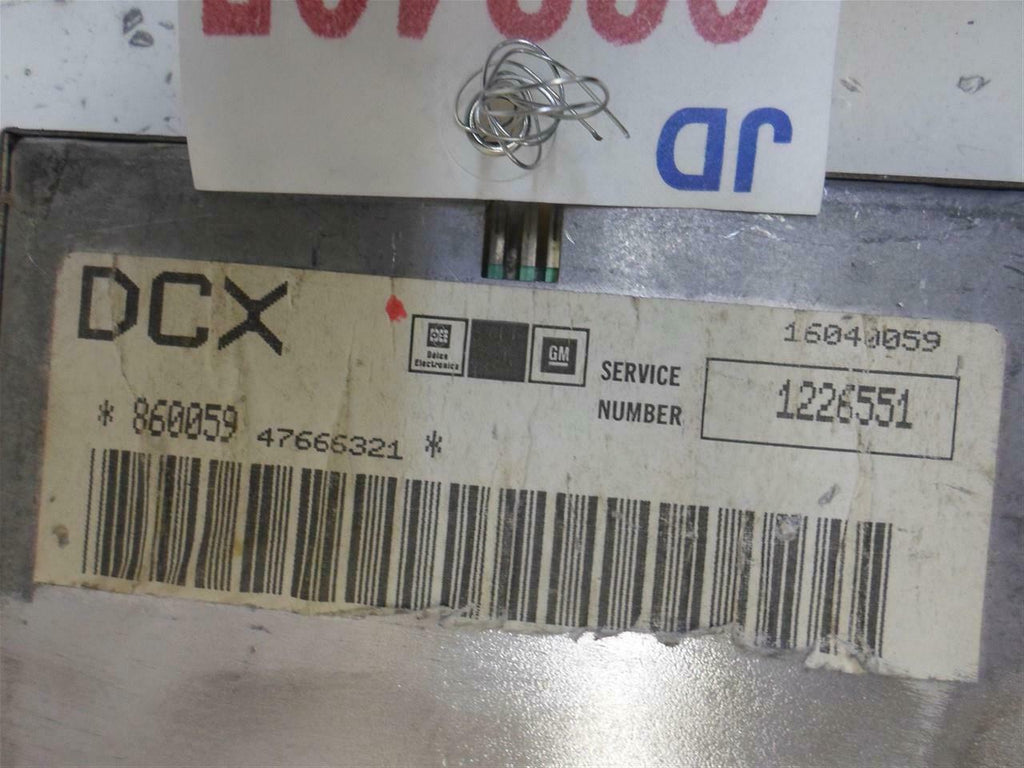 JD
DCX
Delco
Electronics
GM
SERVICE
NUMBER
16040059
1226551
* 860059 47666321 *